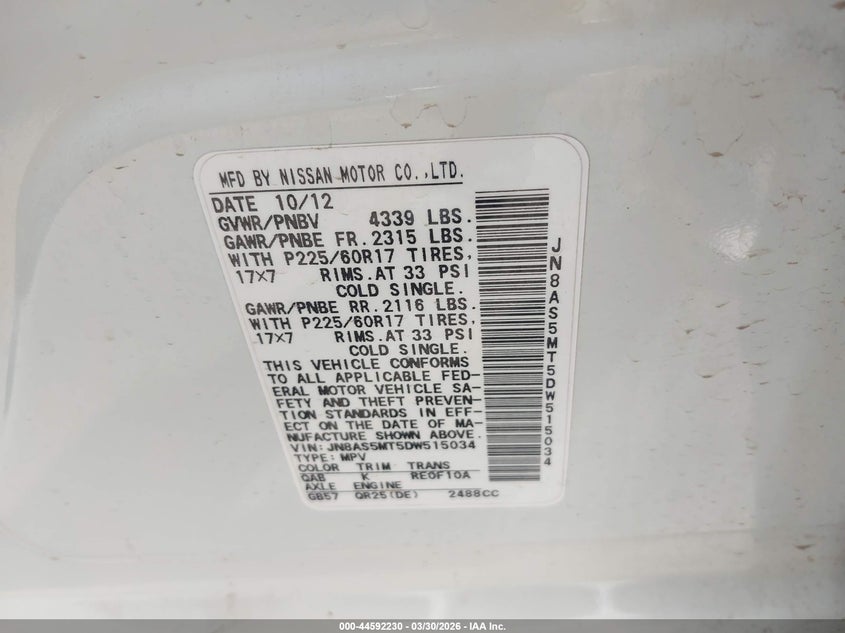 MFD BY NISSAN MOTOR CO.,LTD.
DATE 10/12
GVWR/PNBV 4339 LBS.
GAWR/PNBE FR. 2315 LBS.
WITH P225/60R17 TIRES,
17X7 RIMS.AT 33 PSI
COLD SINGLE.
GAWR/PNBE RR. 2116 LBS.
WITH P225/60R17 TIRES,
17X7 RIMS.AT 33 PSI
COLD SINGLE.
THIS VEHICLE CONFORMS
TO ALL APPLICABLE FED-
ERAL MOTOR VEHICLE SA-
FETY AND THEFT PREVEN-
TION STANDARDS IN EFF-
ECT ON THE DATE OF MA-
NUFACTURE SHOWN ABOVE.
VIN: JN8AS5MT5DW515034
TYPE: MPV
COLOR TRIM TRANS
QAB K RE0F10A
AXLE ENGINE
GB57 QR25(DE) 2488CC
JN8AS5MT5DW515034
000-44592230 - 03/30/2026 - IAA Inc.